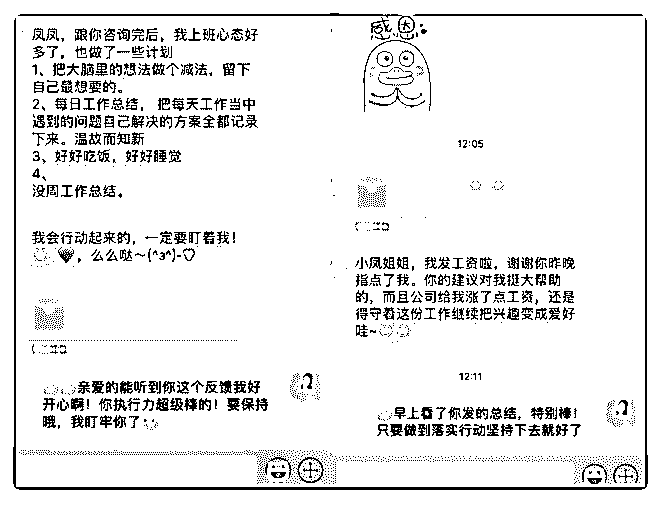 凤凤，跟你咨询完后，我上班心态好
多了，也做了一些计划
1、把大脑里的想法做个减法，留下
自己最想要的。
2、每日工作总结， 把每天工作当中
遇到的问题自己解决的方案全都记录
下来。温故而知新
3、好好吃饭，好好睡觉
4、
没周工作总结。
我会行动起来的，一定要盯着我！
，么么哒～(^з^)-♡
亲爱的能听到你这个反馈我好
开心啊！你执行力超级棒的！要保持
哦，我盯牢你了
感恩
12:05
小凤姐姐，我发工资啦，谢谢你昨晚
指点了我。你的建议对我挺大帮助
的，而且公司给我涨了点工资，还是
得守着这份工作继续把兴趣变成爱好
哇~
12:11
早上看了你发的总结，特别棒！
只要做到落实行动坚持下去就好了